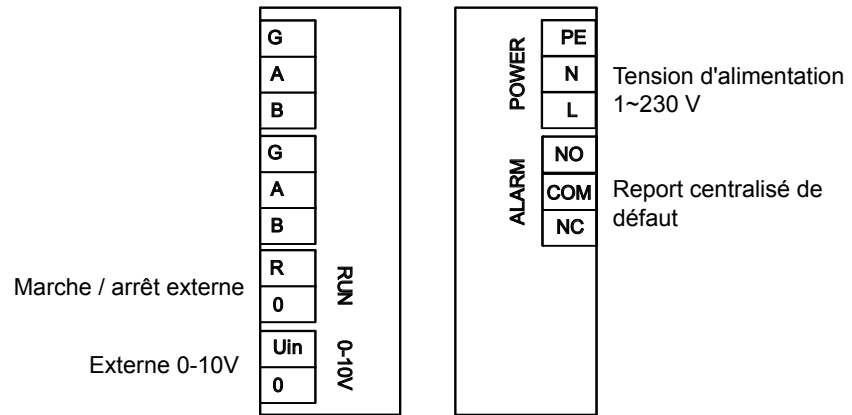 G
A
B
G
A
B
R
0
RUN
Marche / arrêt externe
Uin
0
0-10V
Externe 0-10V
POWER
PE
N
L
Tension d'alimentation
1~230 V
ALARM
NO
COM
NC
Report centralisé de
défaut